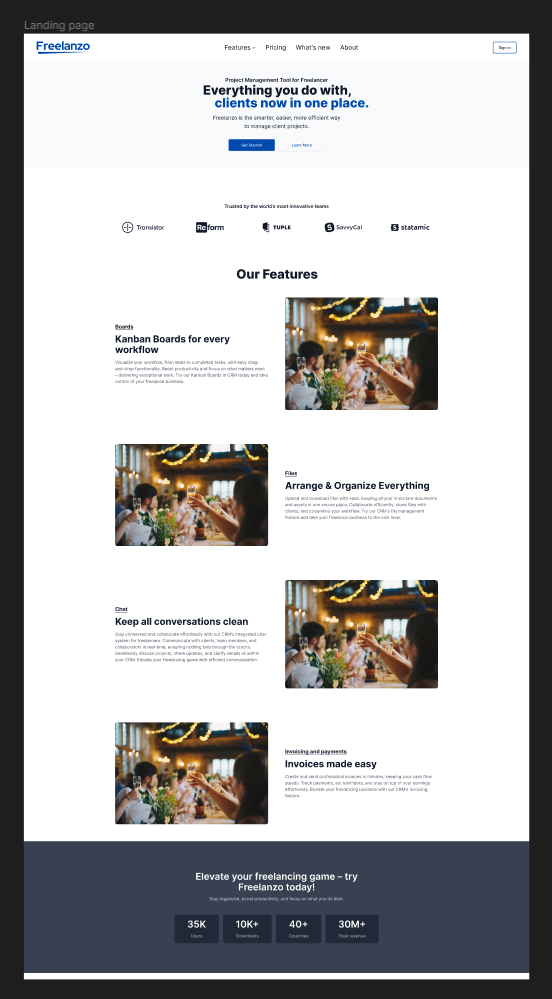 Landing page
Freelanzo
Features
Pricing
What's new
About
Sign in
Project Management Tool for Freelancer
Everything you do with,
clients now in one place.
Freelanzo is the smarter, easier, more efficient way
to manage client projects.
Get Started
Learn More
Trusted by the world's most innovative teams
Transistor
Reform
TUPLE
SavvyCal
statamic
Our Features
Boards
Kanban Boards for every
workflow
Visualize your workflow, from leads to completed tasks, with easy drag-
and-drop functionality. Boost productivity and focus on what matters most
– delivering exceptional work. Try our Kanban Boards in CRM today and take
control of your freelance business.
Files
Arrange & Organize Everything
Upload and download files with ease, keeping all your important documents
and assets in one secure place. Collaborate efficiently, share files with
clients, and streamline your workflow. Try our CRM's file management
feature and take your freelance business to the next level.
Chat
Keep all conversations clean
Stay connected and collaborate effortlessly with our CRM's integrated chat
system for freelancers. Communicate with clients, team members, and
collaborators in real-time, ensuring nothing falls through the cracks.
Seamlessly discuss projects, share updates, and clarify details all within
your CRM. Elevate your freelancing game with efficient communication.
Invoicing and payments
Invoices made easy
Create and send professional invoices in minutes, keeping your cash flow
steady. Track payments, set reminders, and stay on top of your earnings
effortlessly. Elevate your freelancing business with our CRM's invoicing
feature.
Elevate your freelancing game – try
Freelanzo today!
Stay organized, boost productivity, and focus on what you do best.
35K
Users
10K+
Downloads
40+
Countries
30M+
Total revenue